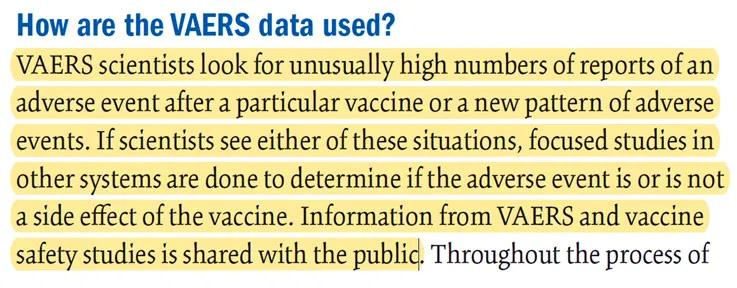 How are the VAERS data used?
VAERS scientists look for unusually high numbers of reports of an
adverse event after a particular vaccine or a new pattern of adverse
events. If scientists see either of these situations, focused studies in
other systems are done to determine if the adverse event is or is not
a side effect of the vaccine. Information from VAERS and vaccine
safety studies is shared with the public. Throughout the process of